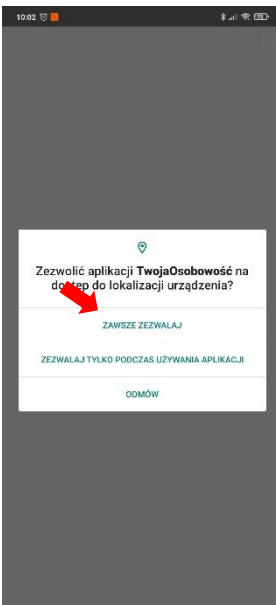 10:02
Zezwolić aplikacji TwojaOsobowość na
dostęp do lokalizacji urządzenia?
ZAWSZE ZEZWALAJ
ZEZWALAJ TYLKO PODCZAS UŻYWANIA APLIKACJI
ODMÓW